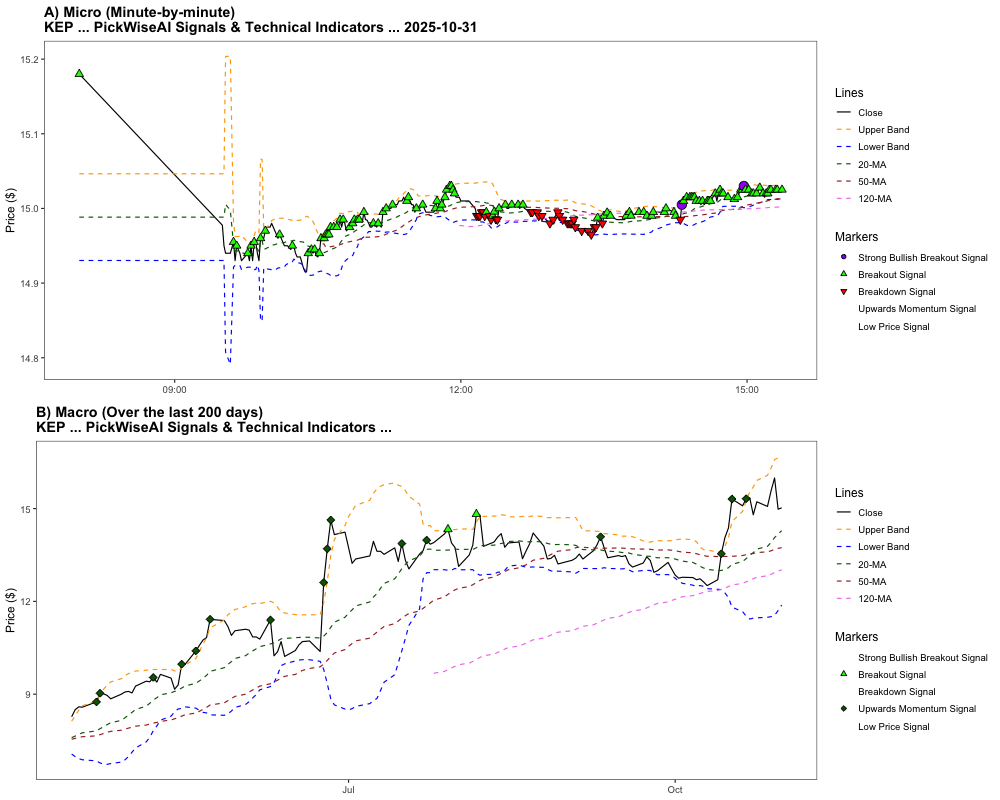 A) Micro (Minute-by-minute)
KEP ... PickWiseAI Signals & Technical Indicators ... 2025-10-31
15.2
15.1
15.0
14.9
14.8
Price ($)
09:00
12:00
15:00
Lines
Close
Upper Band
Lower Band
20-MA
50-MA
120-MA
Markers
Strong Bullish Breakout Signal
Breakout Signal
Breakdown Signal
Upwards Momentum Signal
Low Price Signal
B) Macro (Over the last 200 days)
KEP ... PickWiseAI Signals & Technical Indicators ...
15
12
9
Price ($)
Jul
Oct
Lines
Close
Upper Band
Lower Band
20-MA
50-MA
120-MA
Markers
Strong Bullish Breakout Signal
Breakout Signal
Breakdown Signal
Upwards Momentum Signal
Low Price Signal